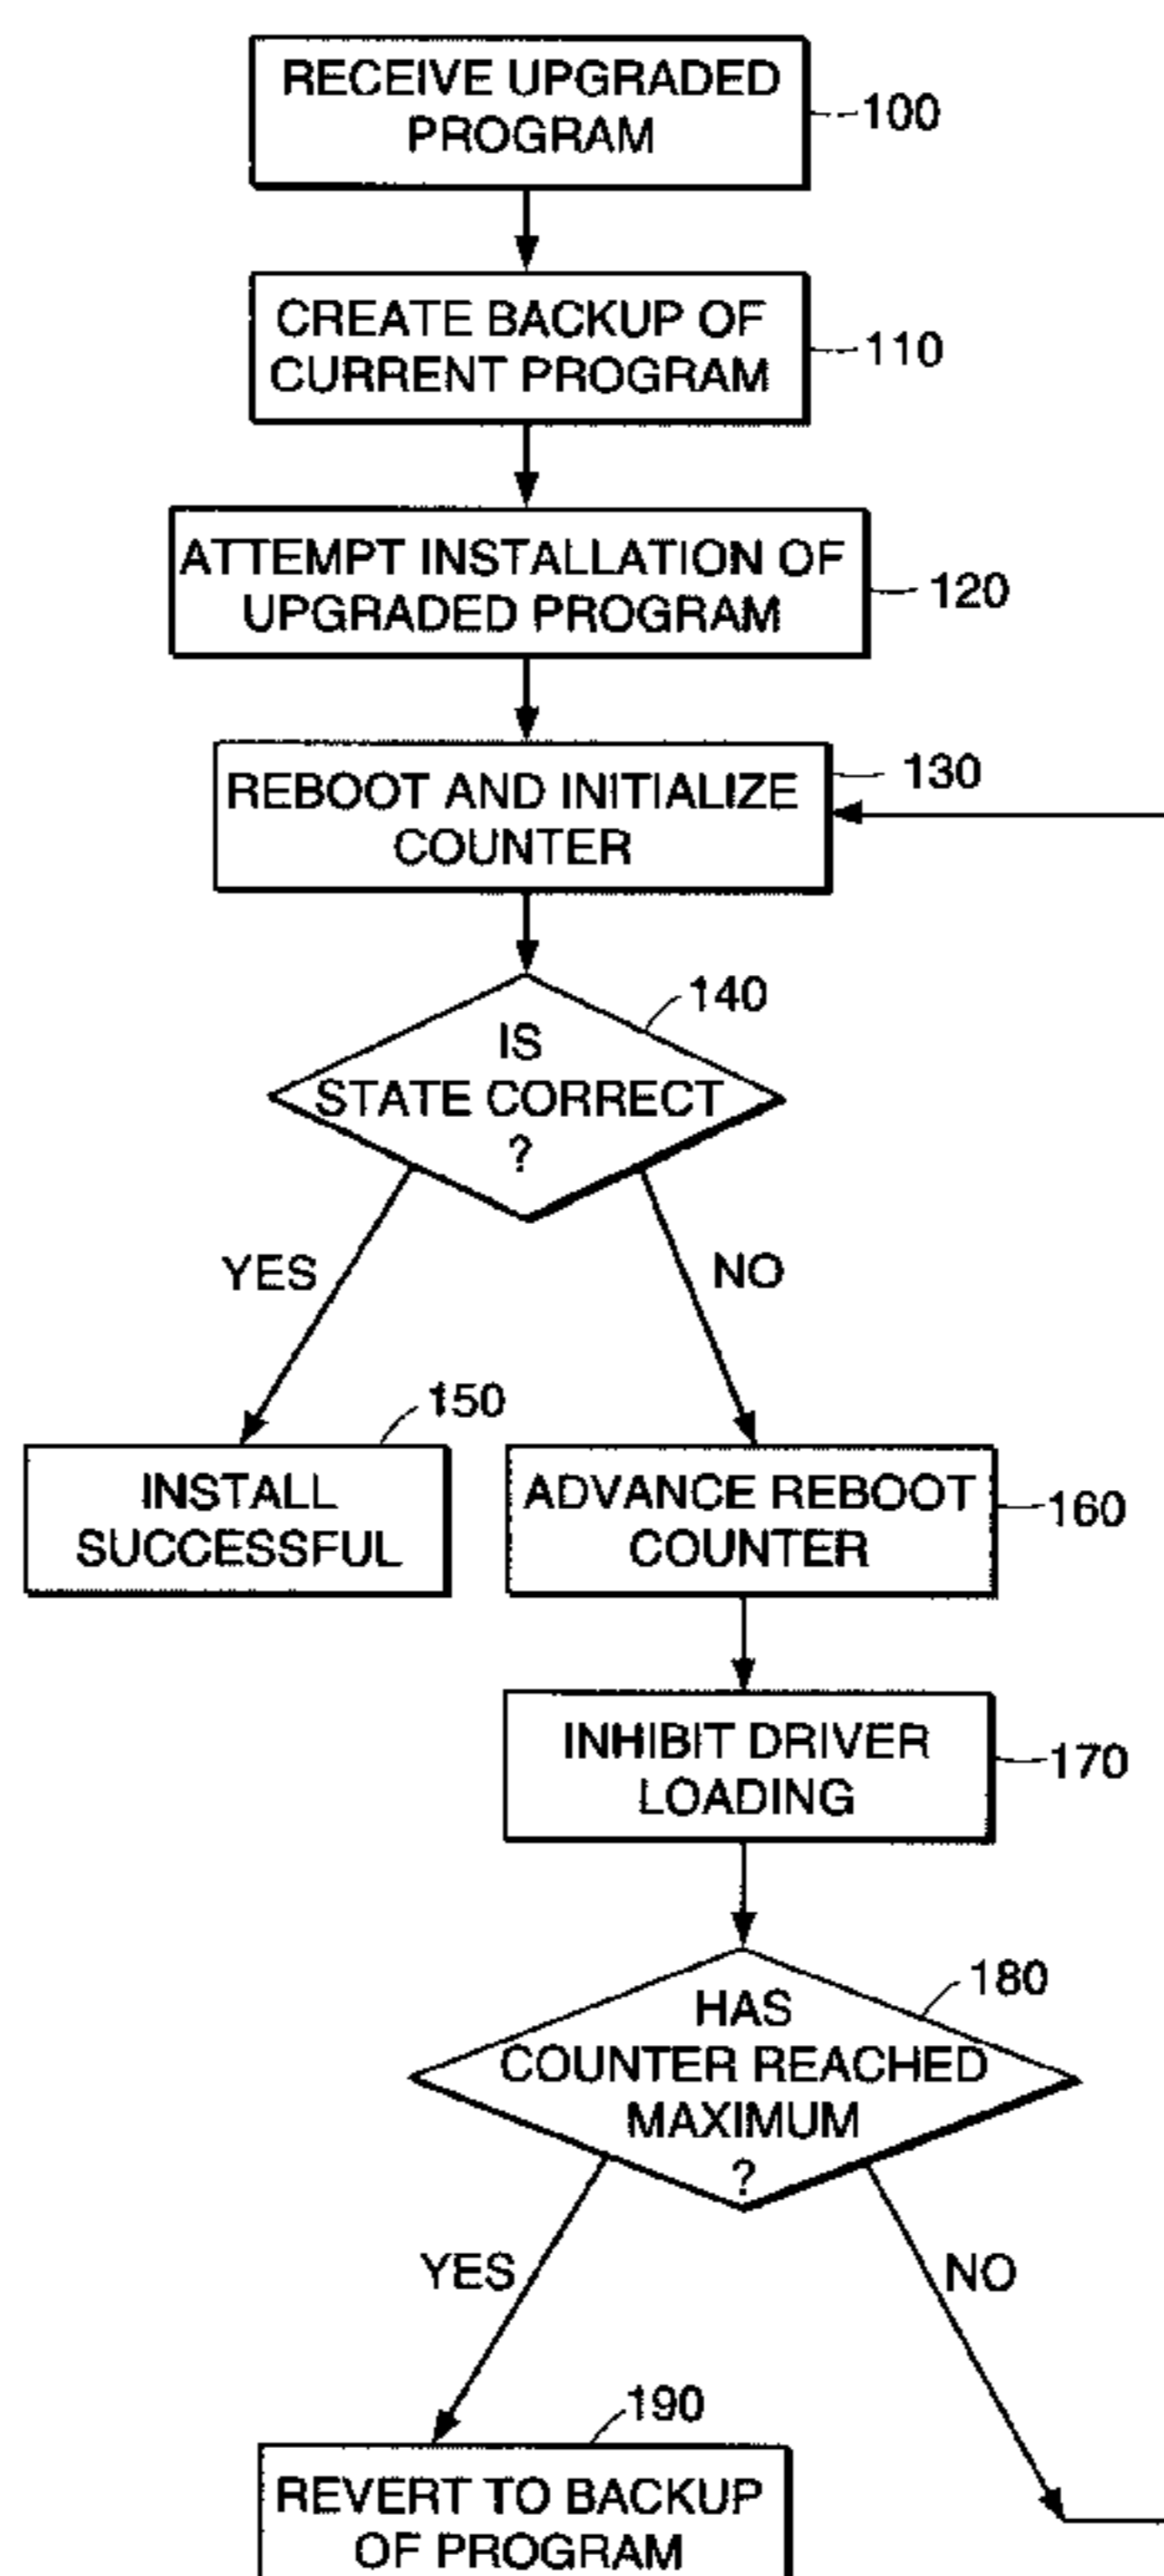 RECEIVE UPGRADED
PROGRAM
100
CREATE BACKUP OF
CURRENT PROGRAM
110
ATTEMPT INSTALLATION OF
UPGRADED PROGRAM
120
REBOOT AND INITIALIZE
COUNTER
130
140
IS
STATE CORRECT
?
YES
NO
150
INSTALL
SUCCESSFUL
ADVANCE REBOOT
COUNTER
160
INHIBIT DRIVER
LOADING
170
180
HAS
COUNTER REACHED
MAXIMUM
?
YES
NO
190
REVERT TO BACKUP
OF PROGRAM